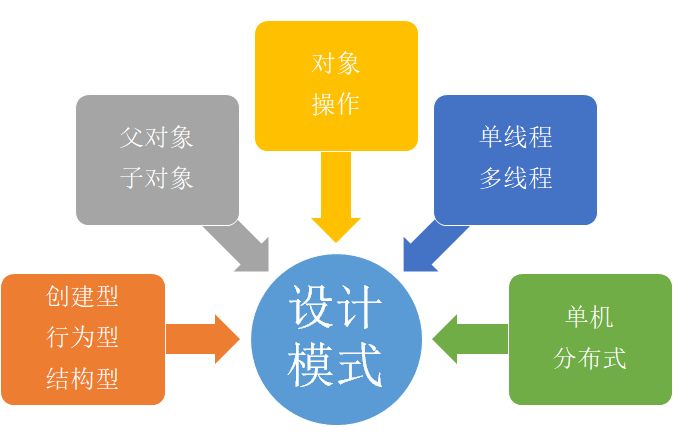 对象
操作
父对象
子对象
单线程
多线程
创建型
行为型
结构型
设计
模式
单机
分布式